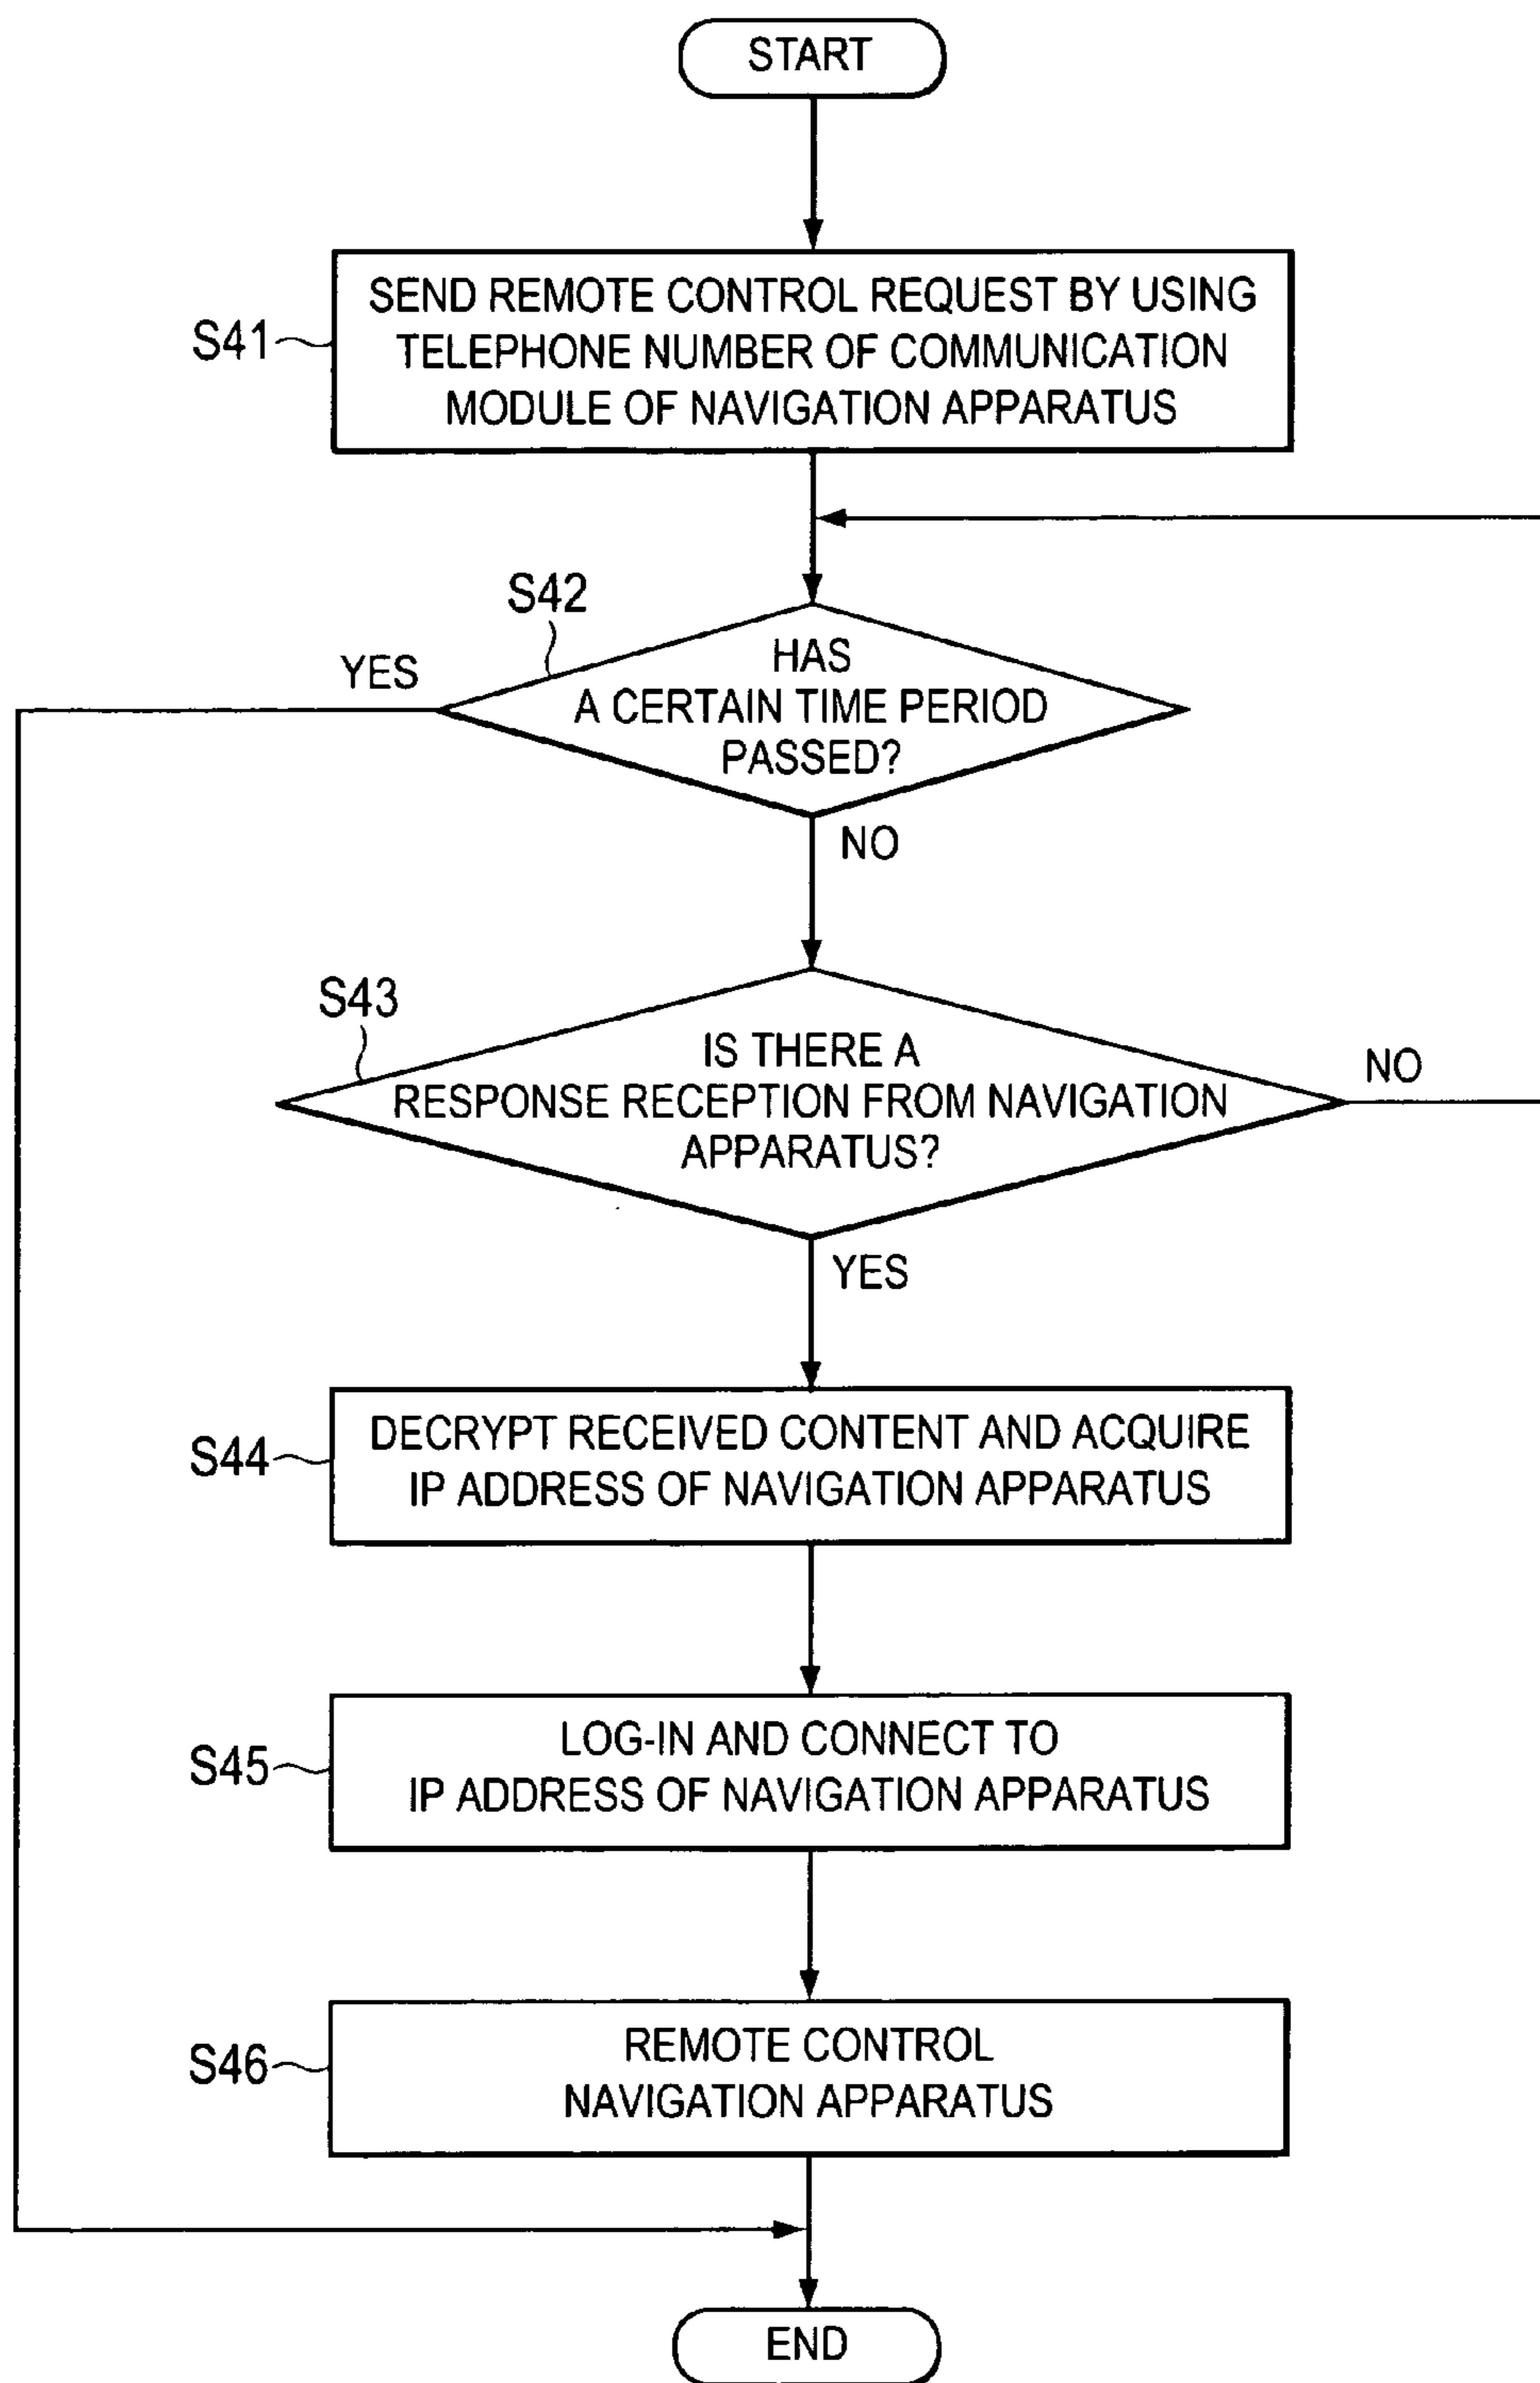 START
S41
SEND REMOTE CONTROL REQUEST BY USING
TELEPHONE NUMBER OF COMMUNICATION
MODULE OF NAVIGATION APPARATUS
S42
YES
HAS
A CERTAIN TIME PERIOD
PASSED?
NO
S43
IS THERE A
RESPONSE RECEPTION FROM NAVIGATION
APPARATUS?
NO
YES
S44
DECRYPT RECEIVED CONTENT AND ACQUIRE
IP ADDRESS OF NAVIGATION APPARATUS
S45
LOG-IN AND CONNECT TO
IP ADDRESS OF NAVIGATION APPARATUS
S46
REMOTE CONTROL
NAVIGATION APPARATUS
END